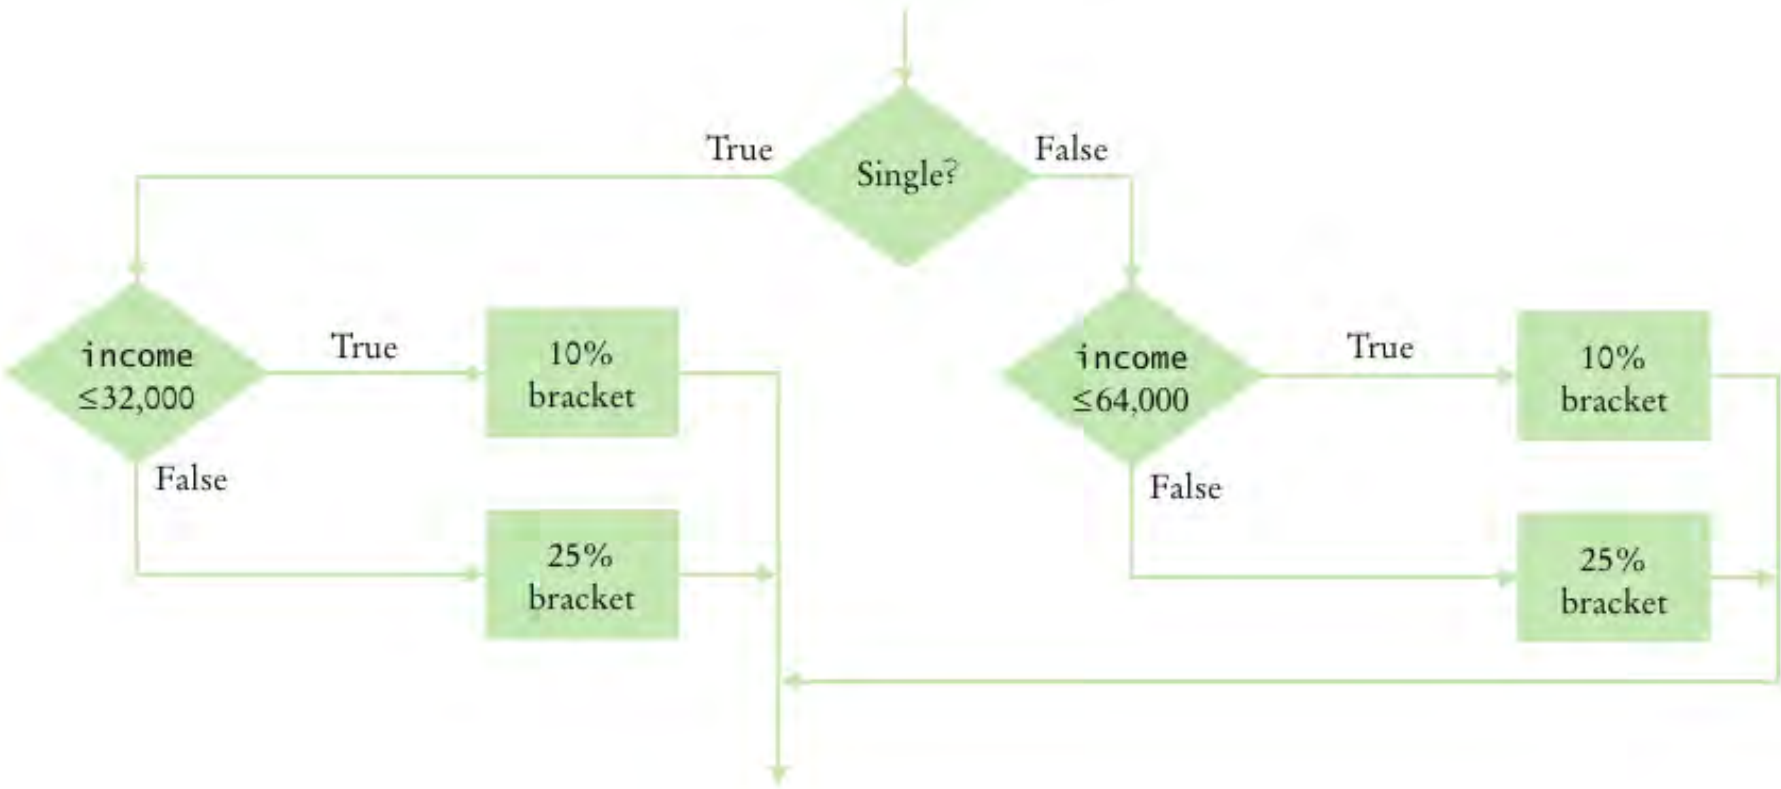 True
Single?
False
income
≤32,000
True
10%
bracket
False
25%
bracket
income
≤64,000
True
10%
bracket
False
25%
bracket